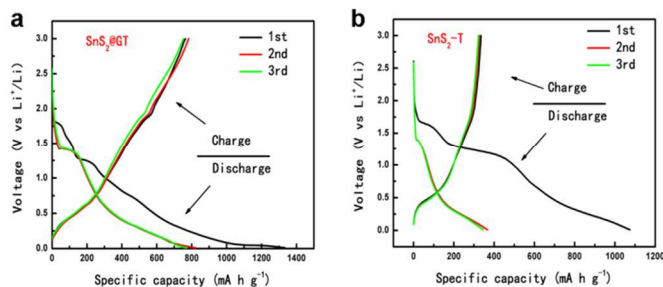 a
SnS₂@GT
1st
2nd
3rd
Charge
Discharge
Voltage (V vs Li⁺/Li)
3.0
2.5
2.0
1.5
1.0
0.5
0.0
0 200 400 600 800 1000 1200 1400
Specific capacity (mA h g⁻¹)
b
SnS₂-T
1st
2nd
3rd
Charge
Discharge
Voltage (V vs Li⁺/Li)
3.0
2.5
2.0
1.5
1.0
0.5
0.0
0 200 400 600 800 1000 1200
Specific capacity (mA h g⁻¹)